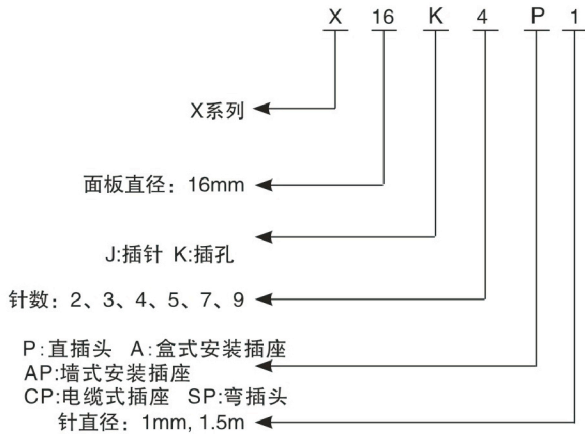 X 16 K 4 P 1
X系列
面板直径：16mm
J:插针 K:插孔
针数：2、3、4、5、7、9
P:直插头 A:盒式安装插座
AP:墙式安装插座
CP:电缆式插座 SP:弯插头
针直径：1mm, 1.5m